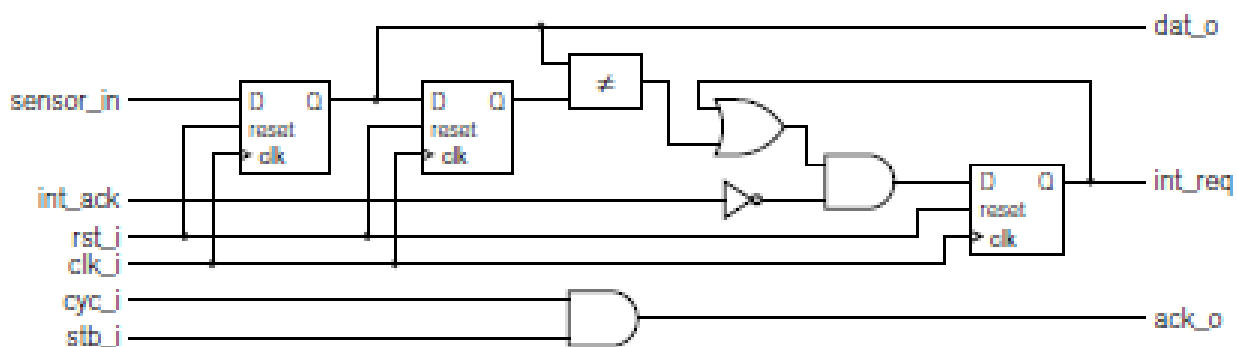 dat_o
≠
sensor_in
D Q
reset
clk
D Q
reset
clk
int_ack
D Q
reset
clk
int_req
rst_i
clk_i
cyc_i
stb_i
ack_o